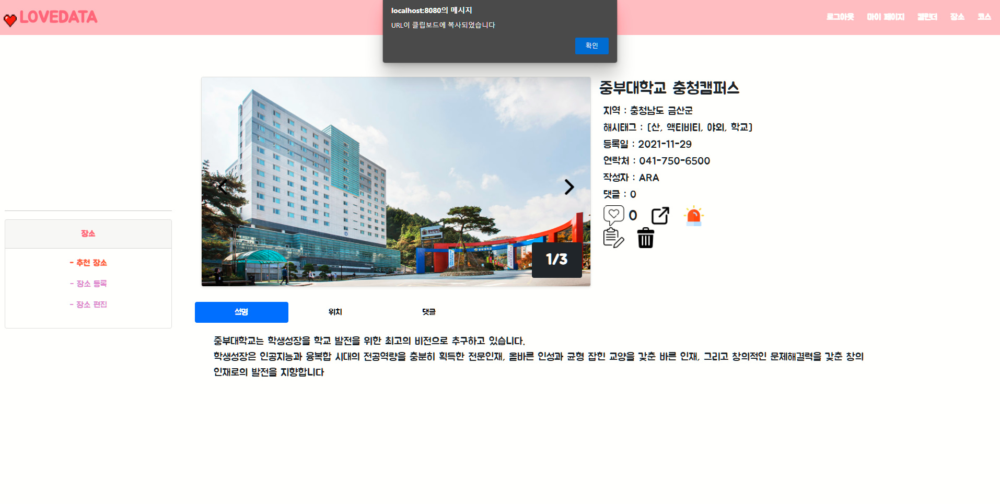 LOVEDATA
로그아웃 마이 페이지 캘린더 장소 코스
localhost:8080의 메시지
URL이 클립보드에 복사되었습니다
확인
중부대학교 충청캠퍼스
지역 : 충청남도 금산군
해시태그 : [산, 액티비티, 야외, 학교]
등록일 : 2021-11-29
연락처 : 041-750-6500
작성자 : ARA
댓글 : 0
0
1/3
장소
- 추천 장소
- 장소 등록
- 장소 편집
설명 위치 댓글
중부대학교는 학생성장을 학교 발전을 위한 최고의 비전으로 추구하고 있습니다.
학생성장은 인공지능과 융복합 시대의 전공역량을 충분히 획득한 전문인재, 올바른 인성과 균형 잡힌 교양을 갖춘 바른 인재, 그리고 창의적인 문제해결력을 갖춘 창의
인재로의 발전을 지향합니다